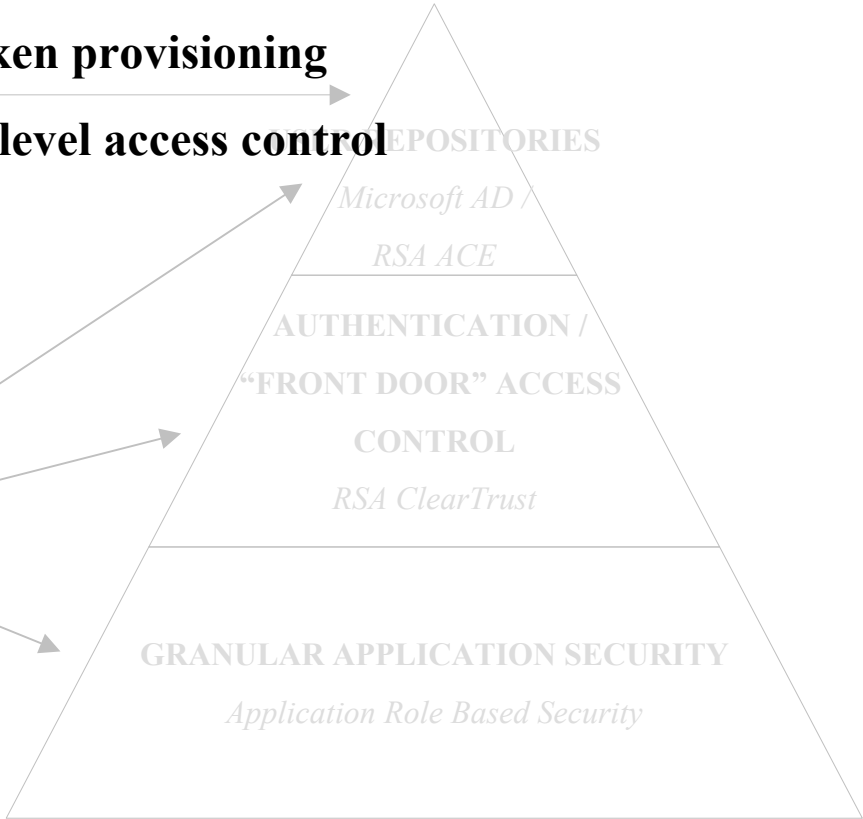 ken provisioning
level access control
REPOSITORIES
Microsoft AD /
RSA ACE
AUTHENTICATION /
“FRONT DOOR” ACCESS
CONTROL
RSA ClearTrust
GRANULAR APPLICATION SECURITY
Application Role Based Security